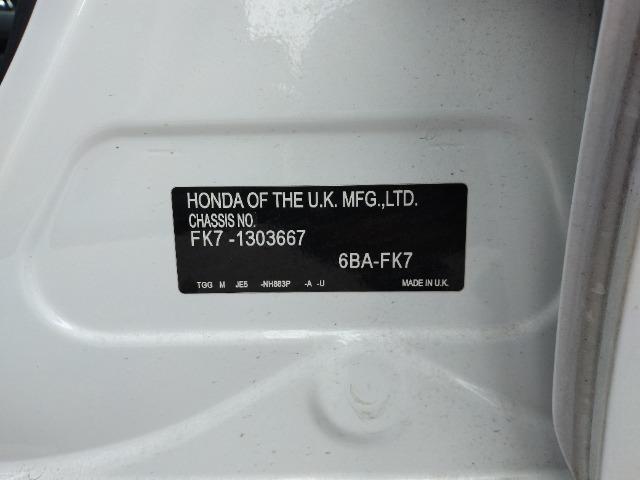 HONDA OF THE U.K. MFG.,LTD.
CHASSIS NO.
FK7 -1303667
6BA-FK7
TGG M JE5 -NH883P -A -U MADE IN U.K.